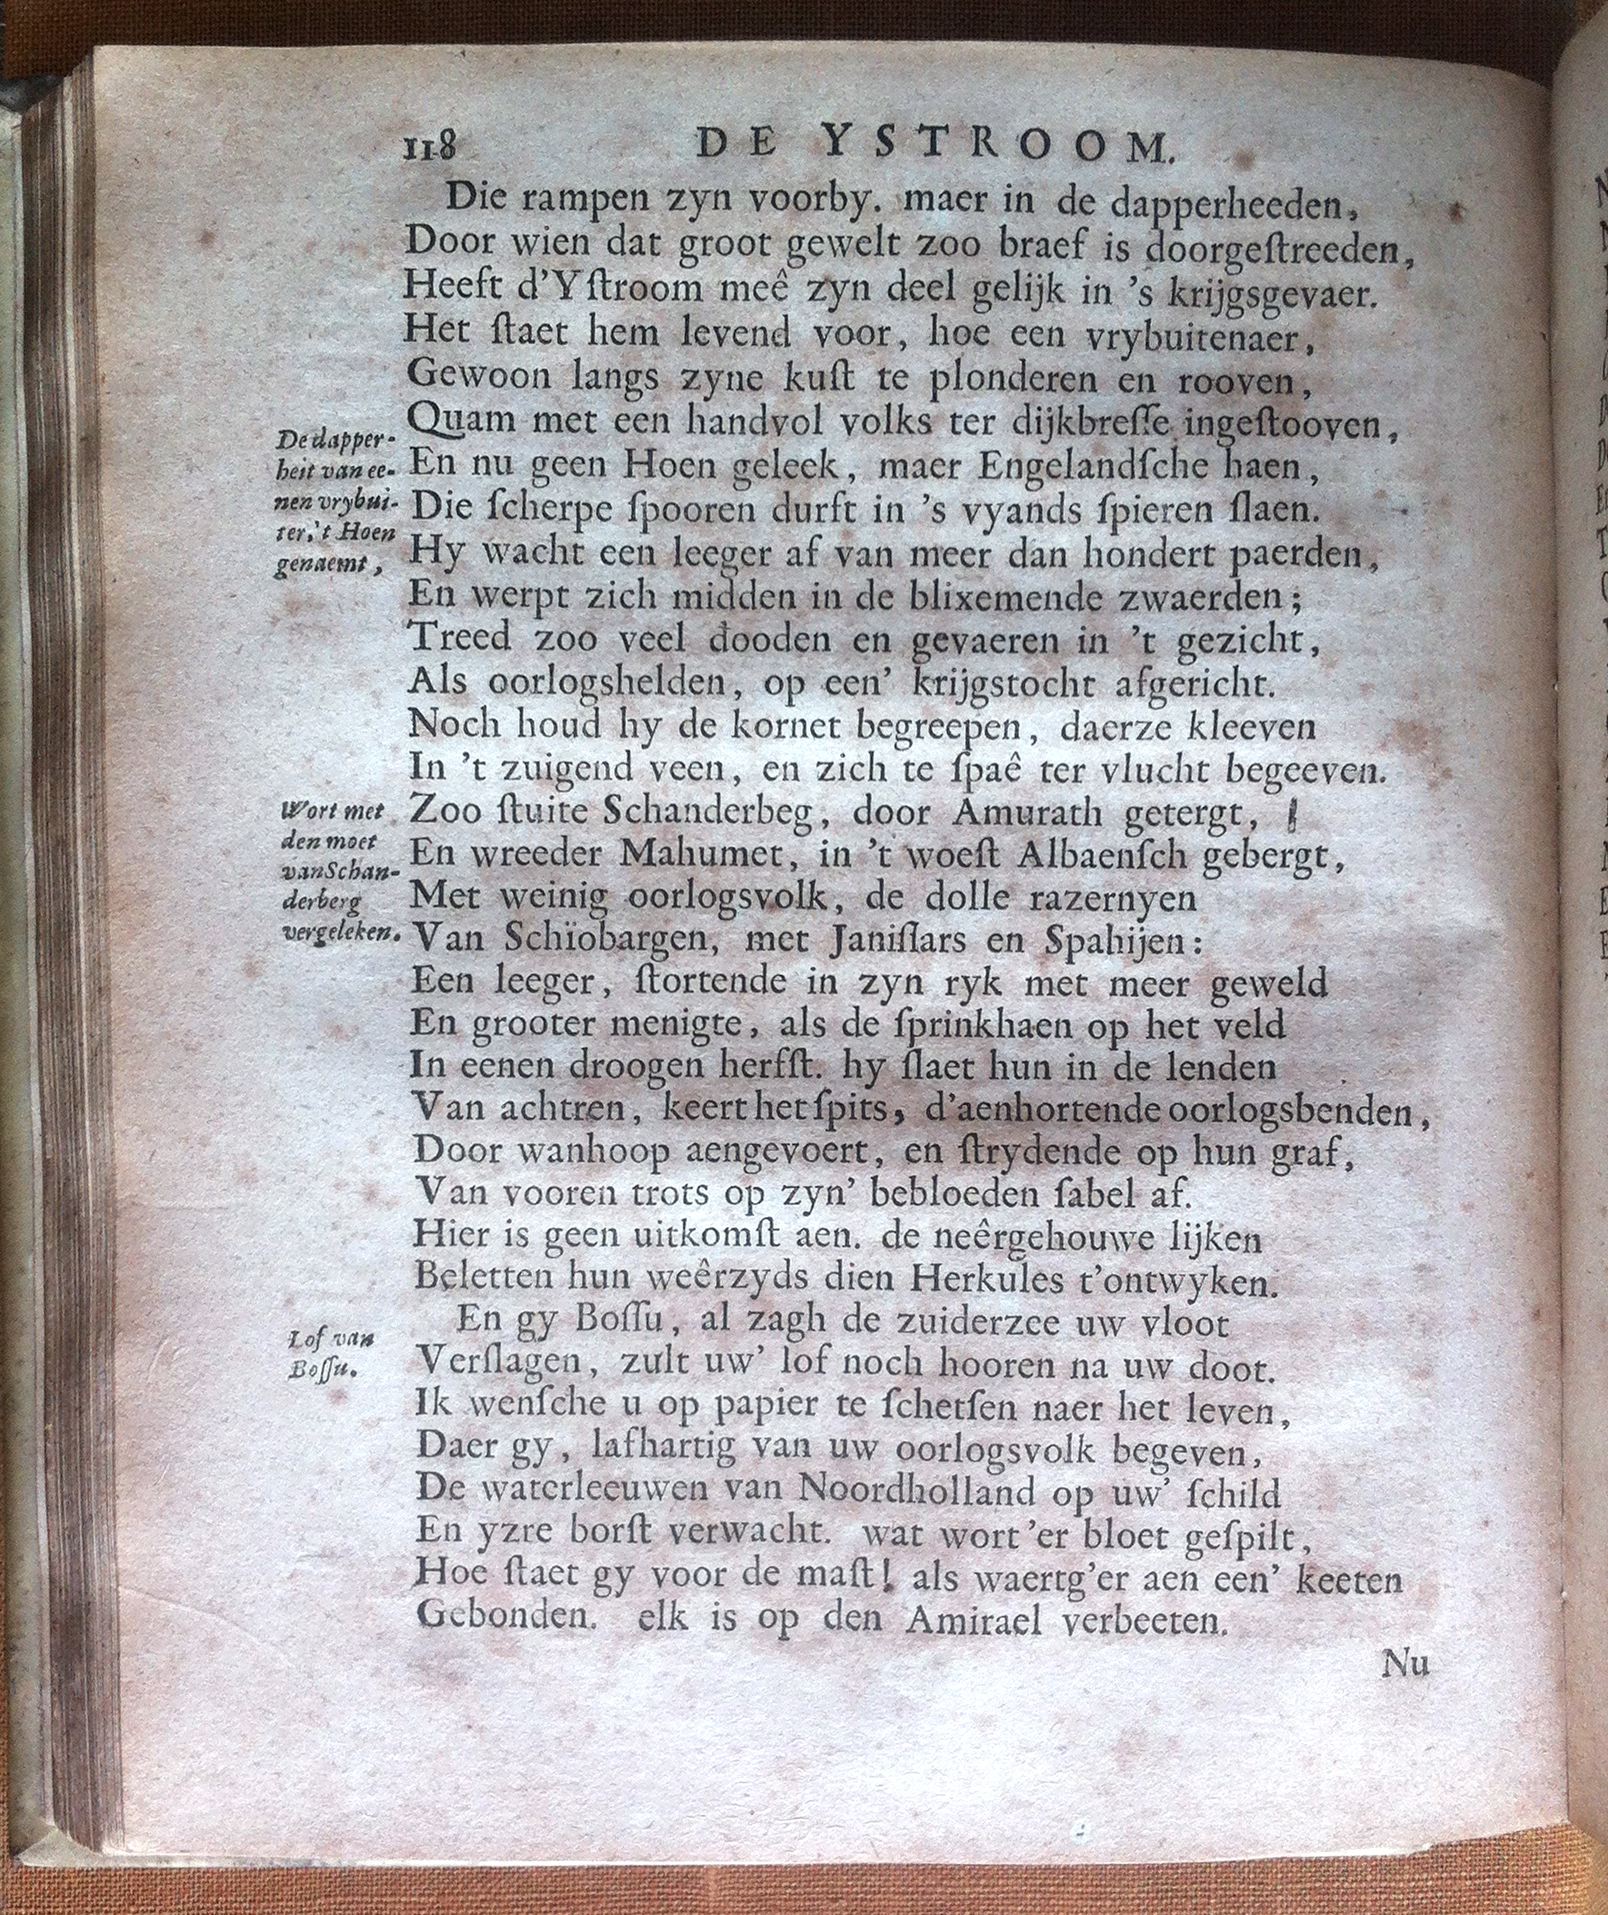 118 DE YSTROOM.
Die rampen zyn voorby. maer in de dapperheeden,
Door wien dat groot gewelt zoo braef is doorgeſtreeden,
Heeft d'Yſtroom meê zyn deel gelijk in 's krijgsgevaer.
Het ſtaet hem levend voor, hoe een vrybuitenaer,
Gewoon langs zyne kuſt te plonderen en rooven,
Quam met een handvol volks ter dijkbreſſe ingeſtooven,
En nu geen Hoen geleek, maer Engelandſche haen,
Die ſcherpe ſpooren durft in 's vyands ſpieren ſlaen.
Hy wacht een leeger af van meer dan hondert paerden,
En werpt zich midden in de blixemende zwaerden;
Treed zoo veel dooden en gevaeren in 't gezicht,
Als oorlogshelden, op een' krijgstocht afgericht.
Noch houd hy de kornet begreepen, daerze kleeven
In 't zuigend veen, en zich te ſpaê ter vlucht begeeven.
Zoo ſtuite Schanderbeg, door Amurath getergt,
En wreeder Mahumet, in 't woeſt Albaenſch gebergt,
Met weinig oorlogsvolk, de dolle razernyen
Van Schïobargen, met Janiſſars en Spahijen:
Een leeger, ſtortende in zyn ryk met meer geweld
En grooter menigte, als de ſprinkhaen op het veld
In eenen droogen herfſt. hy ſlaet hun in de lenden
Van achtren, keert het ſpits, d'aenhortende oorlogsbenden,
Door wanhoop aengevoert, en ſtrydende op hun graf,
Van vooren trots op zyn' bebloeden ſabel af.
Hier is geen uitkomſt aen. de neêrgehouwe lijken
Beletten hun weêrzyds dien Herkules t'ontwyken.
En gy Boſſu, al zagh de zuiderzee uw vloot
Verſlagen, zult uw' lof noch hooren na uw doot.
Ik wenſche u op papier te ſchetſen naer het leven,
Daer gy, lafhartig van uw oorlogsvolk begeven,
De waterleeuwen van Noordholland op uw' ſchild
En yzre borſt verwacht. wat wort 'er bloet geſpilt,
Hoe ſtaet gy voor de maſt! als waertg'er aen een' keeten
Gebonden. elk is op den Amirael verbeeten.
Nu
De dapper-
heit van ee-
nen vrybui-
ter, 't Hoen
genaemt,
Wort met
den moet
van Schan-
derberg
vergeleken.
Lof van
Boſſu.